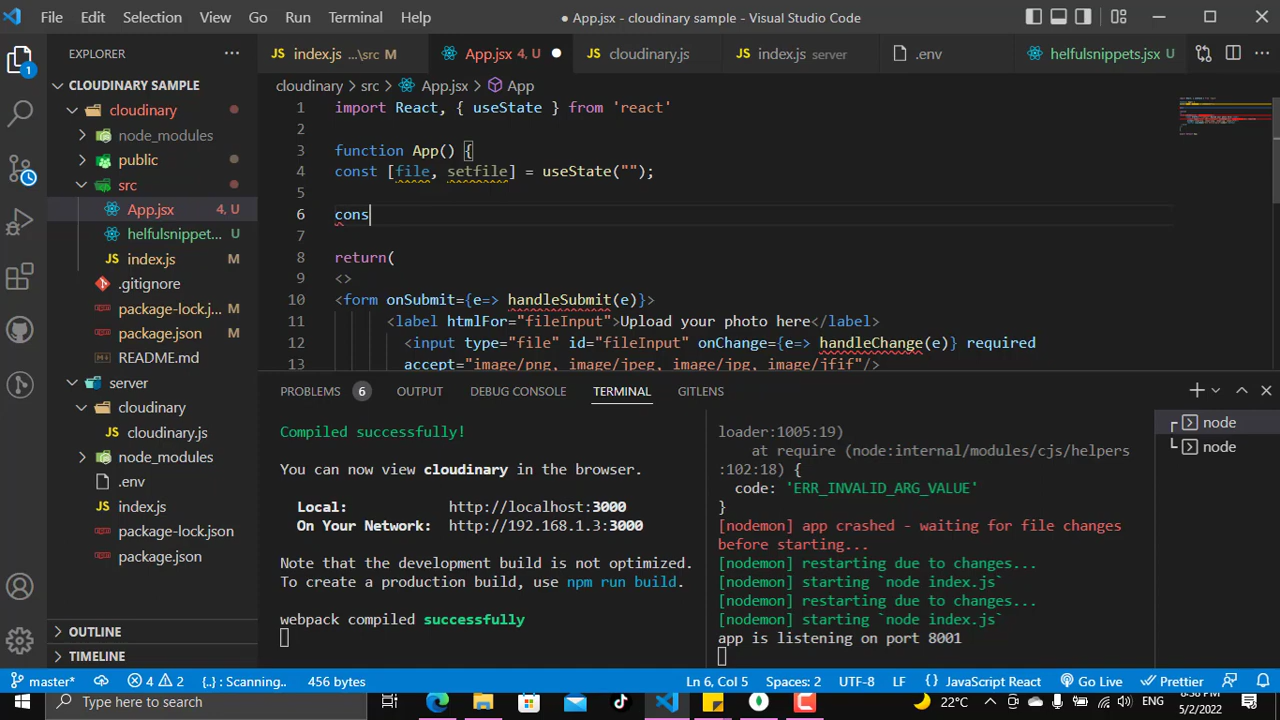 File Edit Selection View Go Run Terminal Help
● App.jsx - cloudinary sample - Visual Studio Code
EXPLORER ···
CLOUDINARY SAMPLE
cloudinary
node_modules
public
src
App.jsx 4, U
helfulsnippet... U
index.js M
.gitignore
package-lock.j... M
package.json M
README.md
server
cloudinary
cloudinary.js
node_modules
.env
index.js
package-lock.json
package.json
OUTLINE
TIMELINE
1
JS index.js ...\src M
App.jsx 4, U ●
JS cloudinary.js
JS index.js server
.env
helfulsnippets.jsx U
cloudinary > src > App.jsx > App
1 import React, { useState } from 'react'
2
3 function App() {
4 const [file, setfile] = useState("");
5
6 cons
7
8 return(
9 <>
10 <form onSubmit={e=> handleSubmit(e)}>
11 <label htmlFor="fileInput">Upload your photo here</label>
12 <input type="file" id="fileInput" onChange={e=> handleChange(e)} required
13 accept="image/png, image/jpeg, image/jpg, image/jfif"/>
PROBLEMS 6 OUTPUT DEBUG CONSOLE TERMINAL GITLENS
Compiled successfully!
You can now view cloudinary in the browser.
Local: http://localhost:3000
On Your Network: http://192.168.1.3:3000
Note that the development build is not optimized.
To create a production build, use npm run build.
webpack compiled successfully
loader:1005:19)
at require (node:internal/modules/cjs/helpers
:102:18) {
code: 'ERR_INVALID_ARG_VALUE'
}
[nodemon] app crashed - waiting for file changes
before starting...
[nodemon] restarting due to changes...
[nodemon] starting `node index.js`
[nodemon] restarting due to changes...
[nodemon] starting `node index.js`
app is listening on port 8001
node
node
master* 4 2 {..} : Scanning.. 456 bytes
Ln 6, Col 5 Spaces: 2 UTF-8 LF {} JavaScript React Go Live Prettier
Type here to search
22°C
8:38 PM
5/2/2022